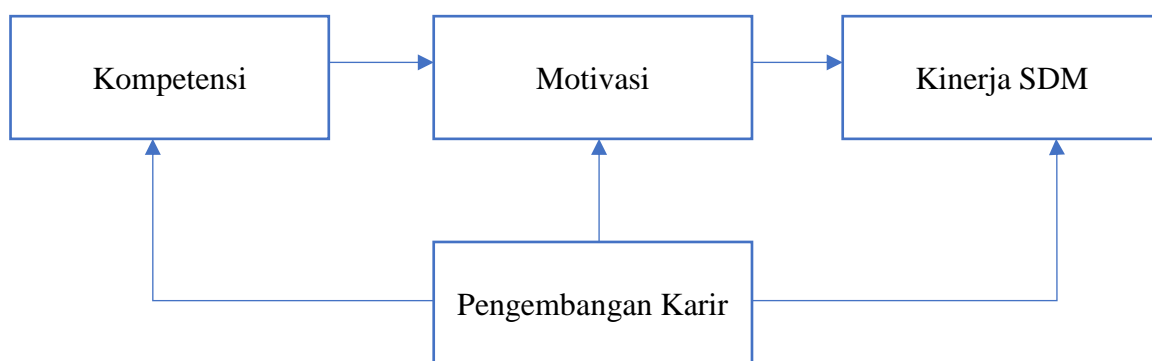 Kompetensi
Motivasi
Kinerja SDM
Pengembangan Karir